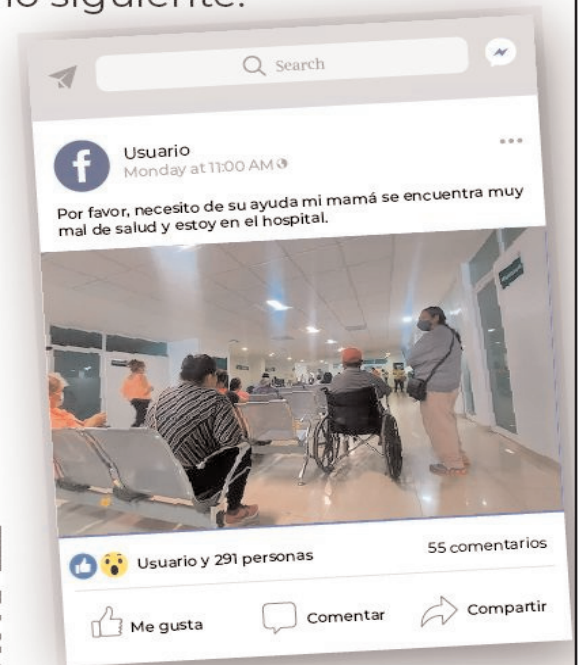 siguiente:
Search
f
Usuario
Monday at 11:00 AM
Por favor, necesito de su ayuda mi mamá se encuentra muy
mal de salud y estoy en el hospital.
Usuario y 291 personas
55 comentarios
Me gusta
Comentar
Compartir